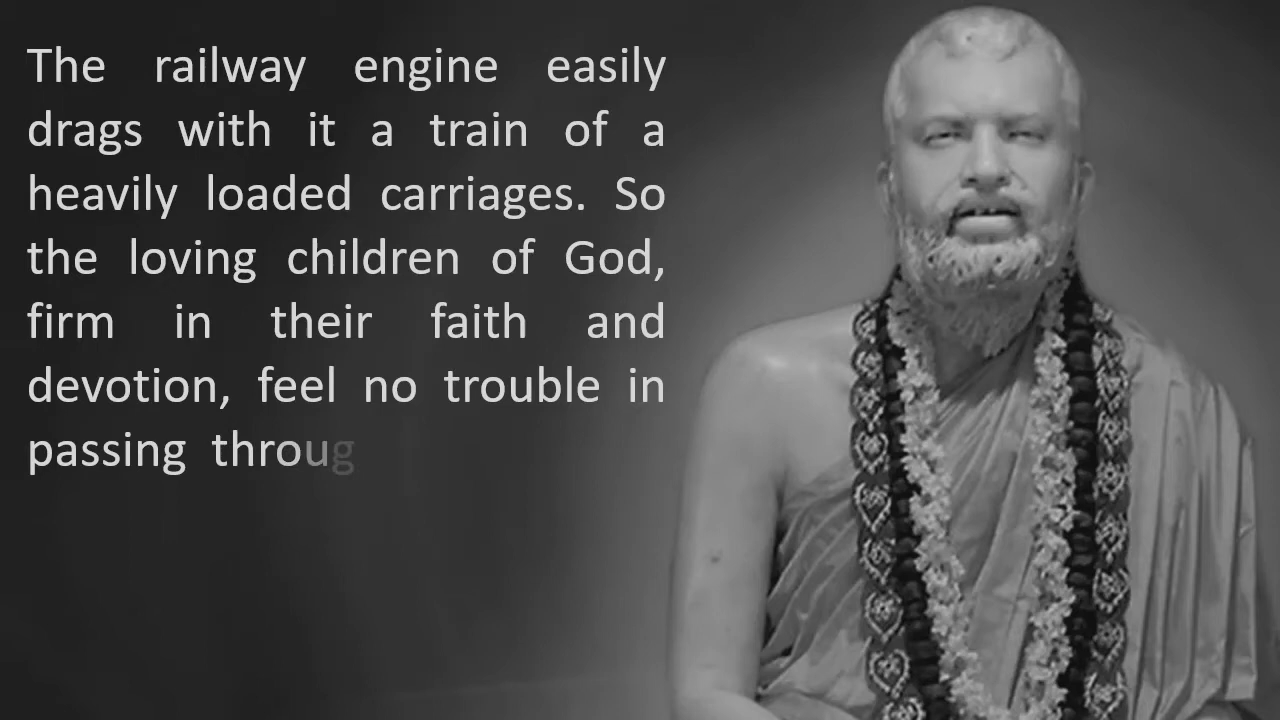 The railway engine easily
drags with it a train of a
heavily loaded carriages. So
the loving children of God,
firm in their faith and
devotion, feel no trouble in
passing throug